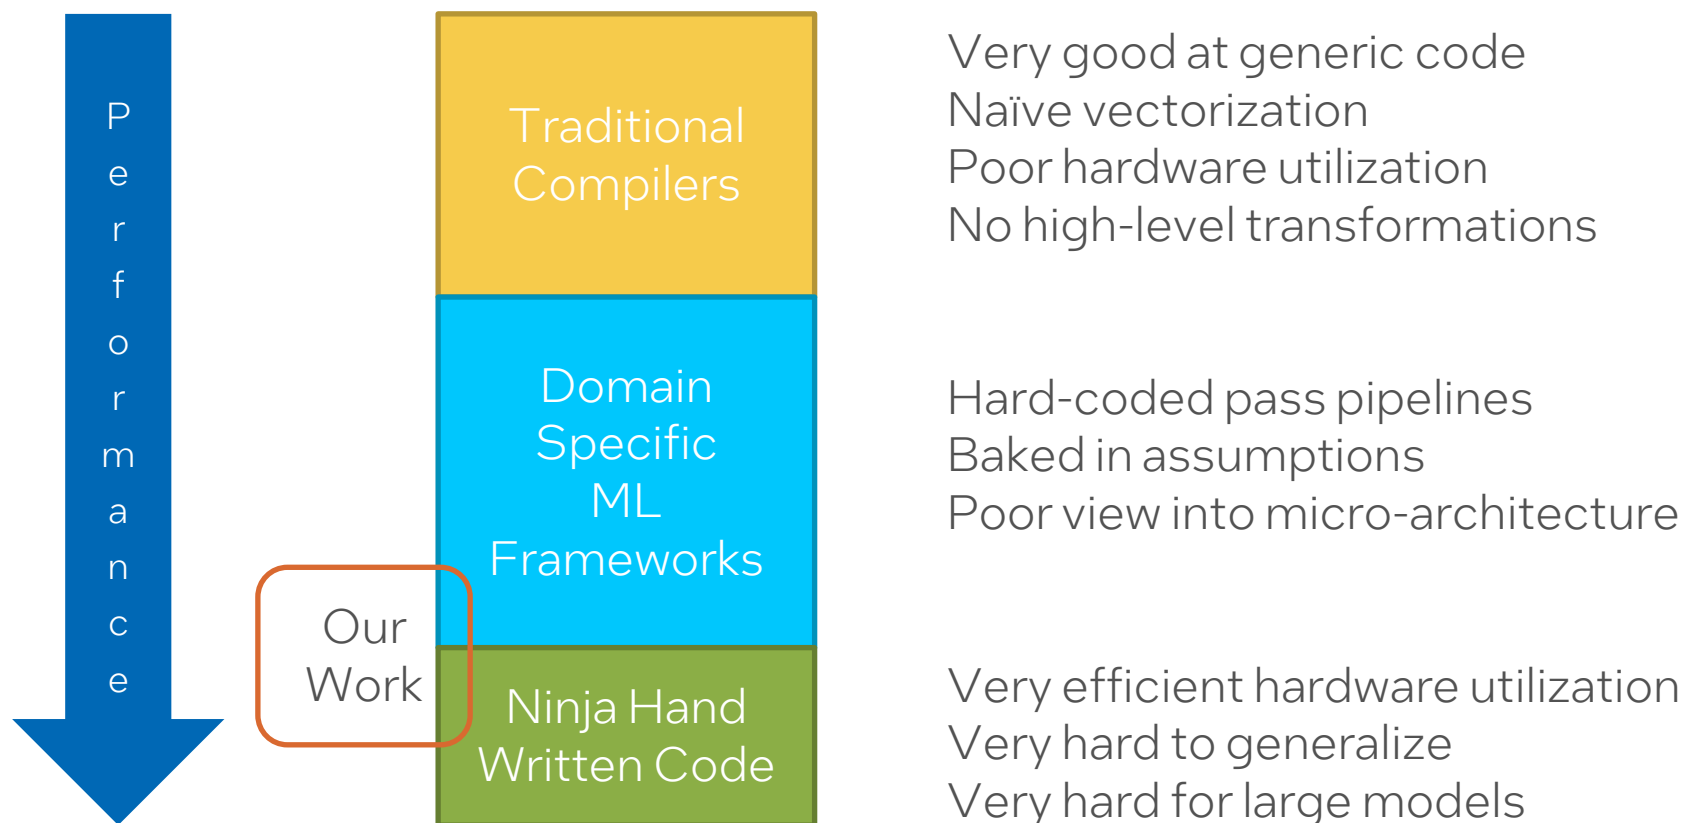 Performance
Traditional
Compilers
Very good at generic code
Naïve vectorization
Poor hardware utilization
No high-level transformations
Domain
Specific
ML
Frameworks
Hard-coded pass pipelines
Baked in assumptions
Poor view into micro-architecture
Our
Work
Ninja Hand
Written Code
Very efficient hardware utilization
Very hard to generalize
Very hard for large models